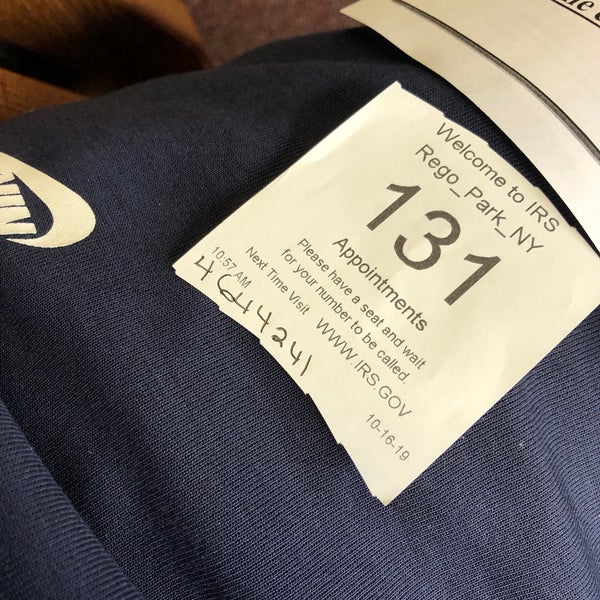 Welcome to IRS
Rego_Park_NY
131
Appointments
Please have a seat and wait
for your number to be called.
Next Time Visit WWW.IRS.GOV
10:57 AM
10-16-19